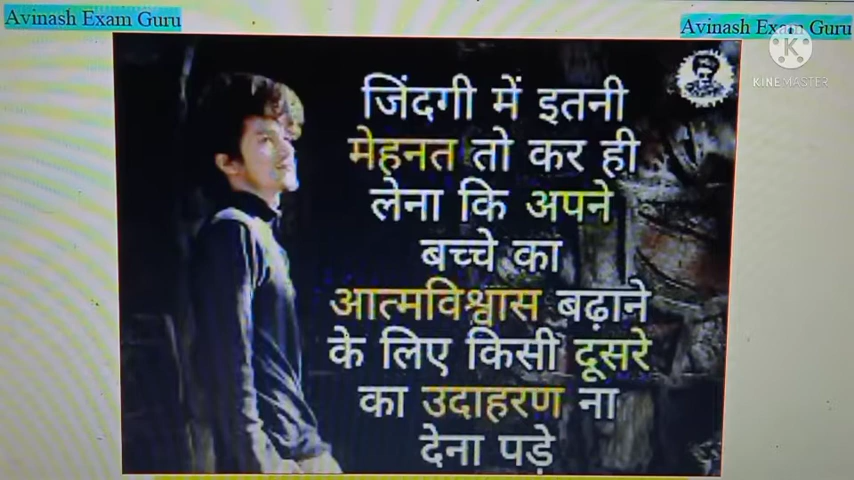 Avinash Exam Guru
Avinash Exam Guru
KINEMASTER
जिंदगी में इतनी
मेहनत तो कर ही
लेना कि अपने
बच्चे का
आत्मविश्वास बढ़ाने
के लिए किसी दूसरे
का उदाहरण ना
देना पड़े